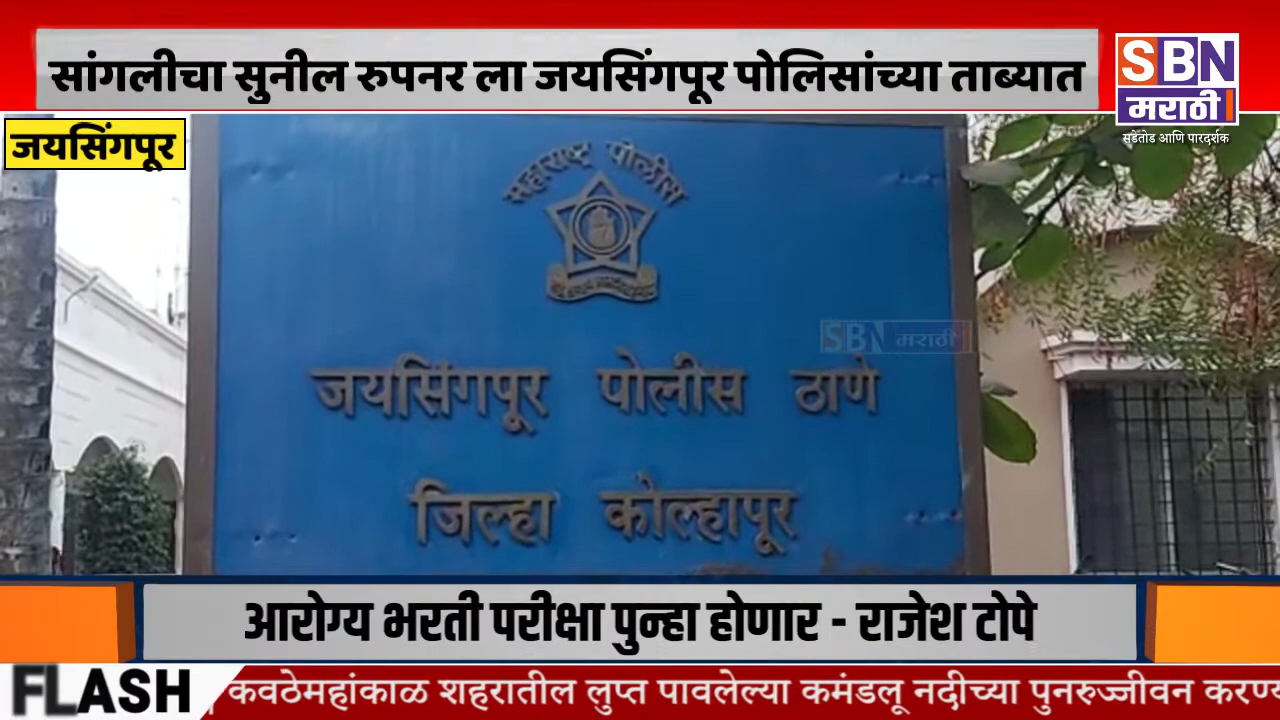 सांगलीचा सुनील रुपनर ला जयसिंगपूर पोलिसांच्या ताब्यात
SBN
मराठी
सडेतोड आणि पारदर्शक
जयसिंगपूर
महाराष्ट्र पोलीस
SBN मराठी
जयसिंगपूर पोलीस ठाणे
जिल्हा कोल्हापूर
आरोग्य भरती परीक्षा पुन्हा होणार - राजेश टोपे
FLASH
कवठेमहांकाळ शहरातील लुप्त पावलेल्या कमंडलू नदीच्या पुनरुज्जीवन